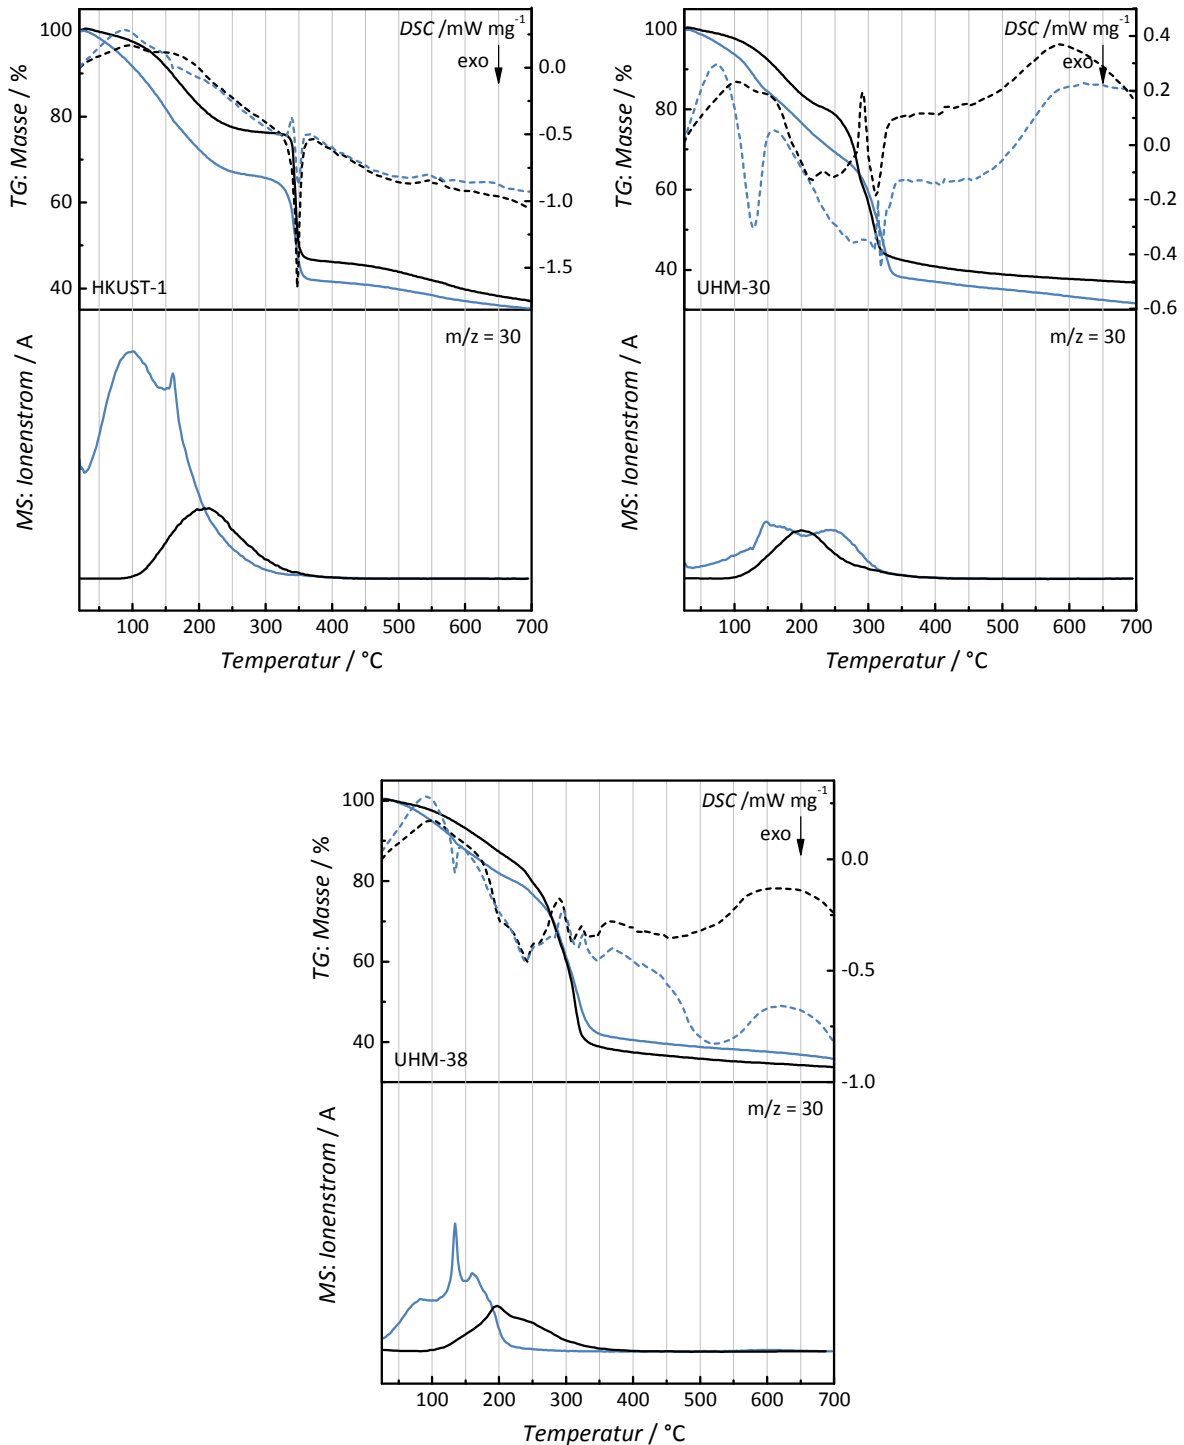 100
80
60
40
TG: Masse / %
DSC /mW mg⁻¹
exo
0.0
-0.5
-1.0
-1.5
HKUST-1
m/z = 30
MS: Ionenstrom / A
100 200 300 400 500 600 700
Temperatur / °C
100
80
60
40
TG: Masse / %
DSC /mW mg⁻¹
exo
0.4
0.2
0.0
-0.2
-0.4
-0.6
UHM-30
m/z = 30
MS: Ionenstrom / A
100 200 300 400 500 600 700
Temperatur / °C
100
80
60
40
TG: Masse / %
DSC /mW mg⁻¹
exo
0.0
-0.5
-1.0
UHM-38
m/z = 30
MS: Ionenstrom / A
100 200 300 400 500 600 700
Temperatur / °C